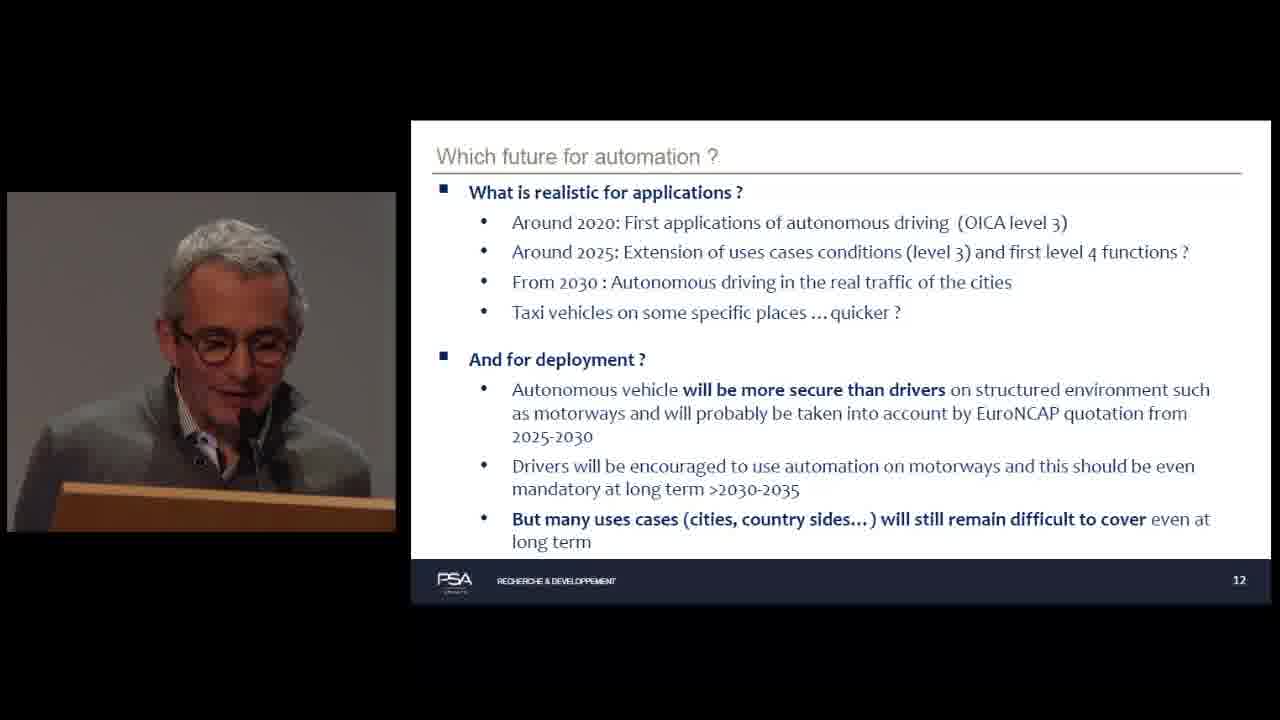 Which future for automation ?
What is realistic for applications ?
Around 2020: First applications of autonomous driving (OICA level 3)
Around 2025: Extension of uses cases conditions (level 3) and first level 4 functions ?
From 2030 : Autonomous driving in the real traffic of the cities
Taxi vehicles on some specific places …quicker ?
And for deployment ?
Autonomous vehicle will be more secure than drivers on structured environment such
as motorways and will probably be taken into account by EuroNCAP quotation from
2025-2030
Drivers will be encouraged to use automation on motorways and this should be even
mandatory at long term >2030-2035
But many uses cases (cities, country sides…) will still remain difficult to cover even at
long term
PSA
RECHERCHE & DEVELOPPEMENT
12